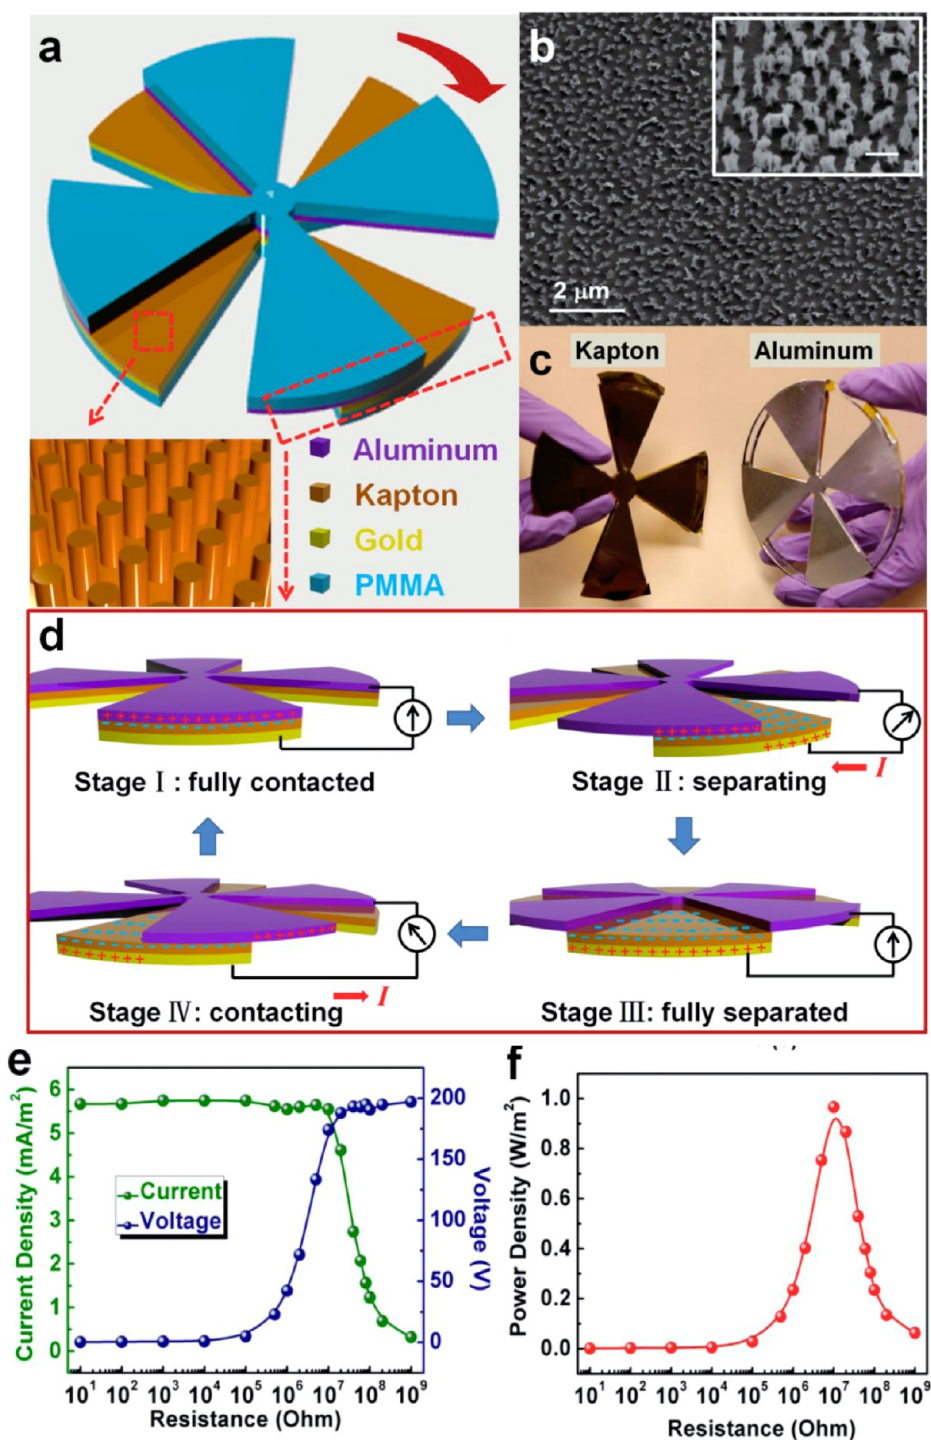 a
b
2 μm
c
Kapton
Aluminum
Aluminum
Kapton
Gold
PMMA
d
Stage Ⅰ : fully contacted
Stage Ⅱ : separating
I
Stage Ⅳ: contacting
I
Stage Ⅲ: fully separated
e
Current Density (mA/m²)
6
5
4
3
2
1
0
Current
Voltage
200
150
100
50
0
Voltage (V)
10¹ 10² 10³ 10⁴ 10⁵ 10⁶ 10⁷ 10⁸ 10⁹
Resistance (Ohm)
f
Power Density (W/m²)
1.0
0.8
0.6
0.4
0.2
0.0
10¹ 10² 10³ 10⁴ 10⁵ 10⁶ 10⁷ 10⁸ 10⁹
Resistance (Ohm)